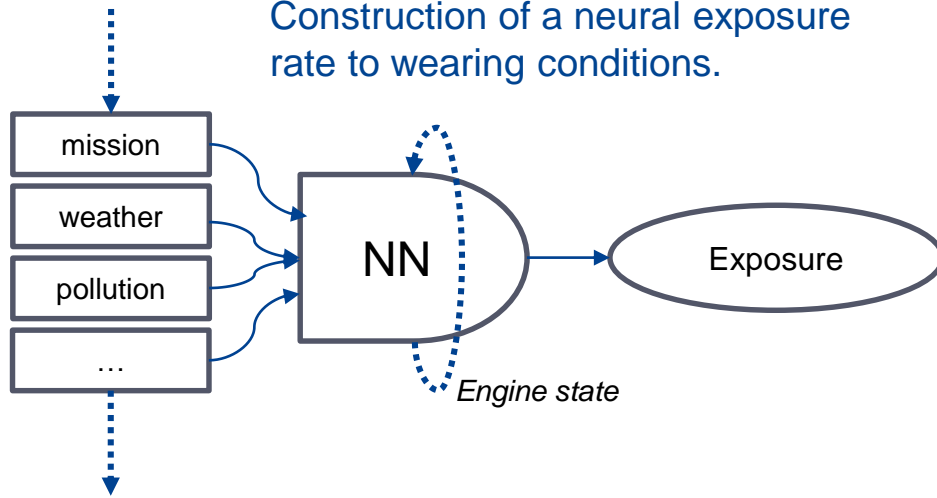 Construction of a neural exposure
rate to wearing conditions.
mission
weather
pollution
…
NN
Exposure
Engine state